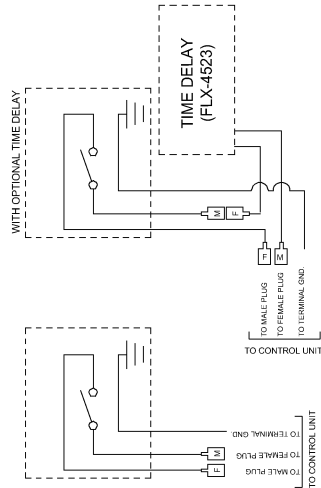 WITH OPTIONAL TIME DELAY
TIME DELAY
(FLX-4523)
M
F
F
M
TO MALE PLUG
TO FEMALE PLUG
TO TERMINAL GND.
TO CONTROL UNIT
TO TERMINAL GND.
M
TO FEMALE PLUG
F
TO MALE PLUG
TO CONTROL UNIT